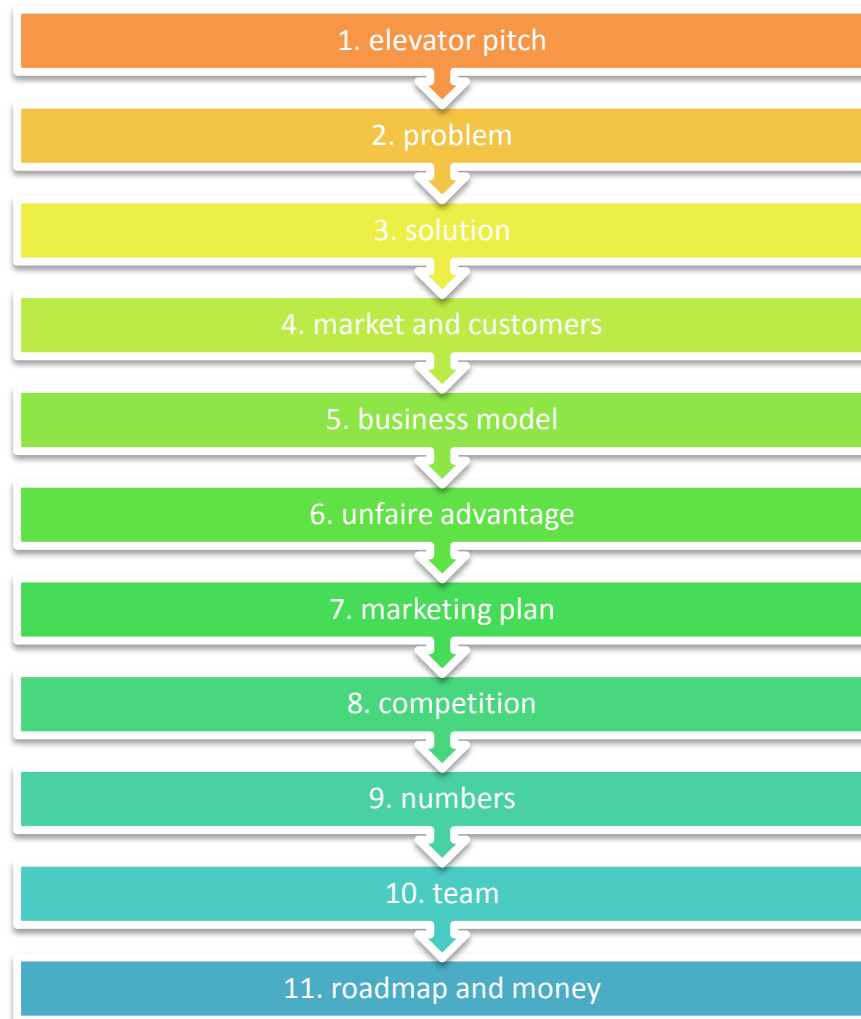 1. elevator pitch
2. problem
3. solution
4. market and customers
5. business model
6. unfaire advantage
7. marketing plan
8. competition
9. numbers
10. team
11. roadmap and money